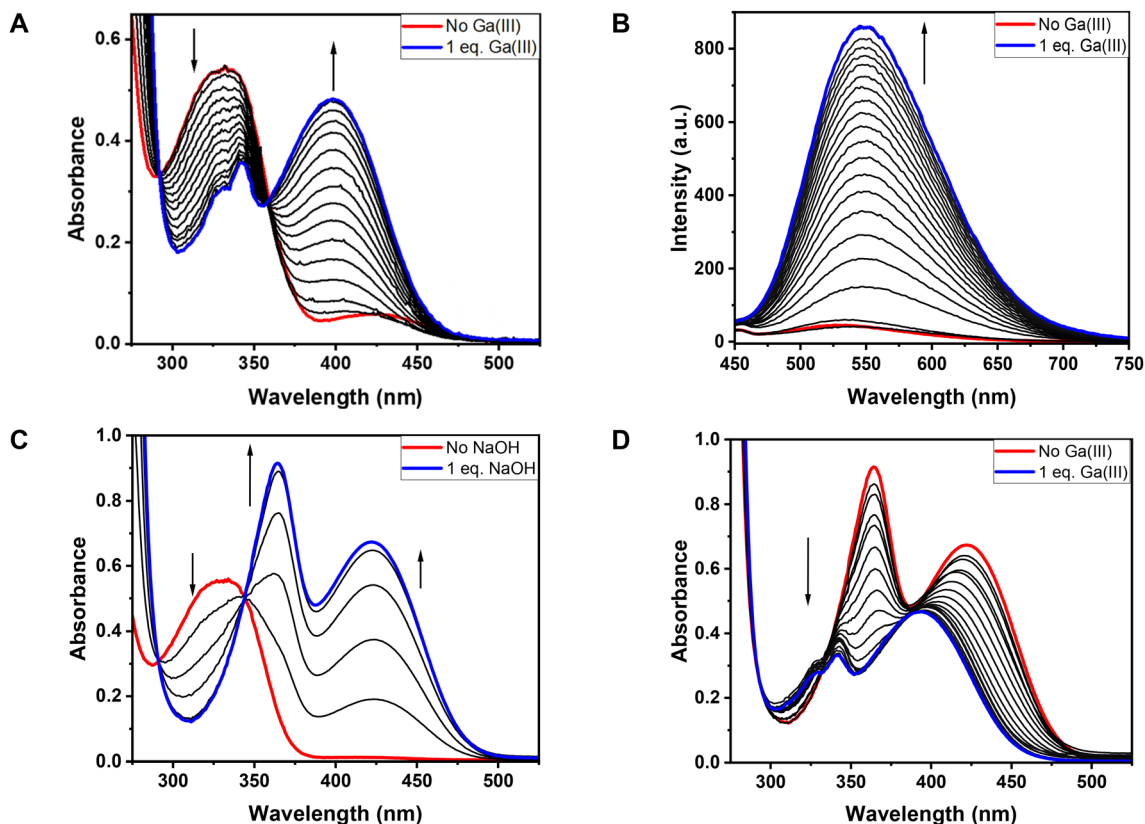 A
No Ga(III)
1 eq. Ga(III)
Absorbance
0.6
0.4
0.2
0.0
300 350 400 450 500
Wavelength (nm)
B
No Ga(III)
1 eq. Ga(III)
Intensity (a.u.)
900
800
700
600
500
400
300
200
100
0
450 500 550 600 650 700 750
Wavelength (nm)
C
No NaOH
1 eq. NaOH
Absorbance
1.0
0.8
0.6
0.4
0.2
0.0
300 350 400 450 500
Wavelength (nm)
D
No Ga(III)
1 eq. Ga(III)
Absorbance
1.0
0.8
0.6
0.4
0.2
0.0
300 350 400 450 500
Wavelength (nm)